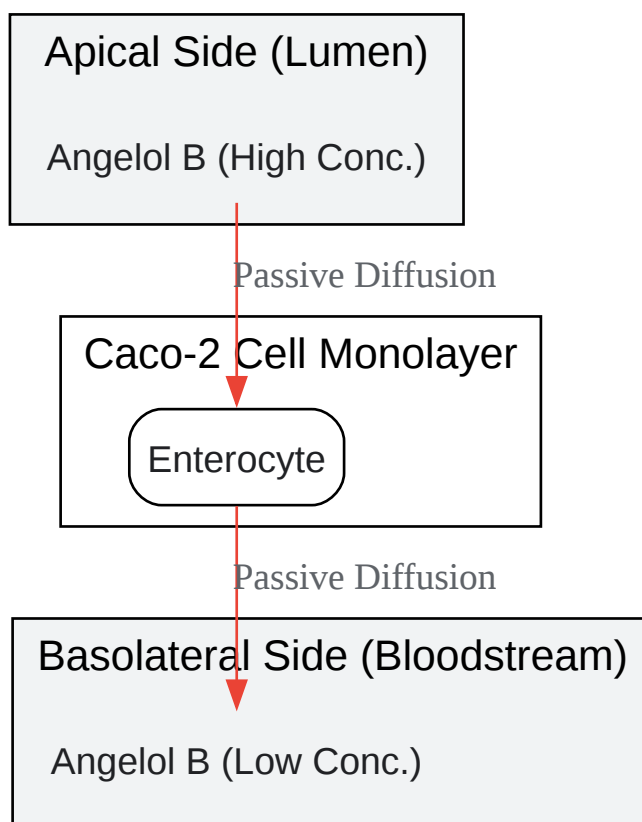 Apical Side (Lumen)
Angelol B (High Conc.)
Passive Diffusion
Caco-2 Cell Monolayer
Enterocyte
Passive Diffusion
Basolateral Side (Bloodstream)
Angelol B (Low Conc.)